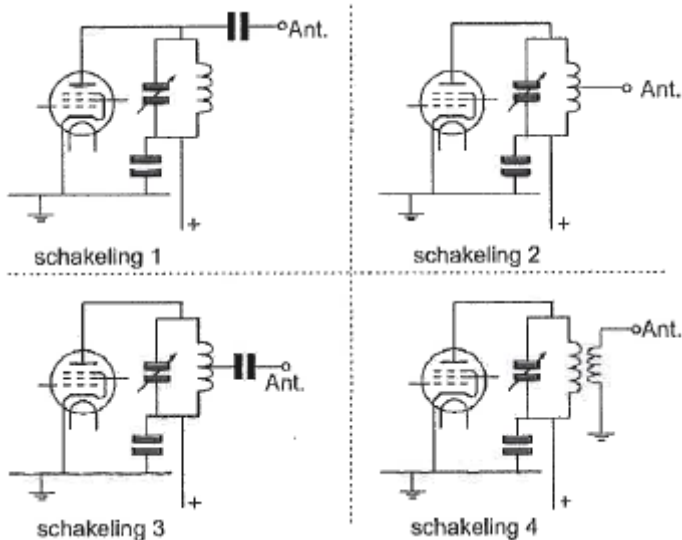 Ant.
+
schakeling 1
Ant.
+
schakeling 2
Ant.
+
schakeling 3
Ant.
+
schakeling 4